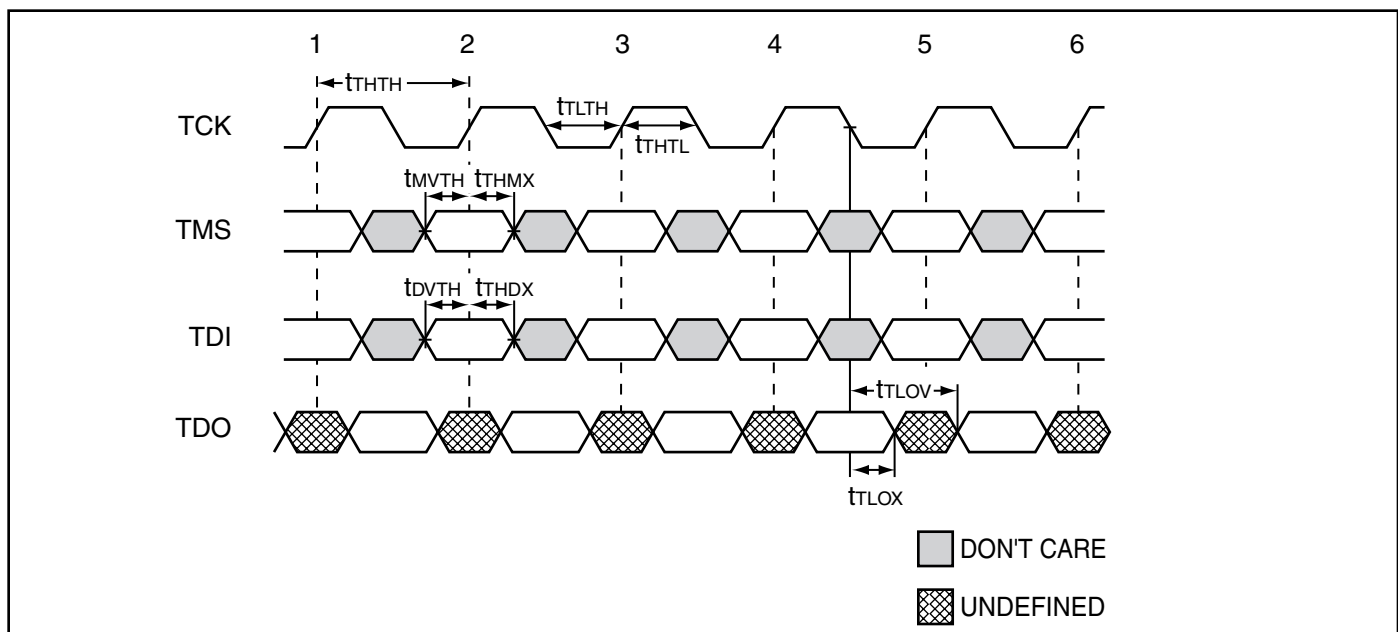 1 2 3 4 5 6
tTHTH
tTLTH
TCK
tTHTL
tMVTH tTHMX
TMS
tDVTH tTHDX
TDI
tTLOV
TDO
tTLOX
DON'T CARE
UNDEFINED